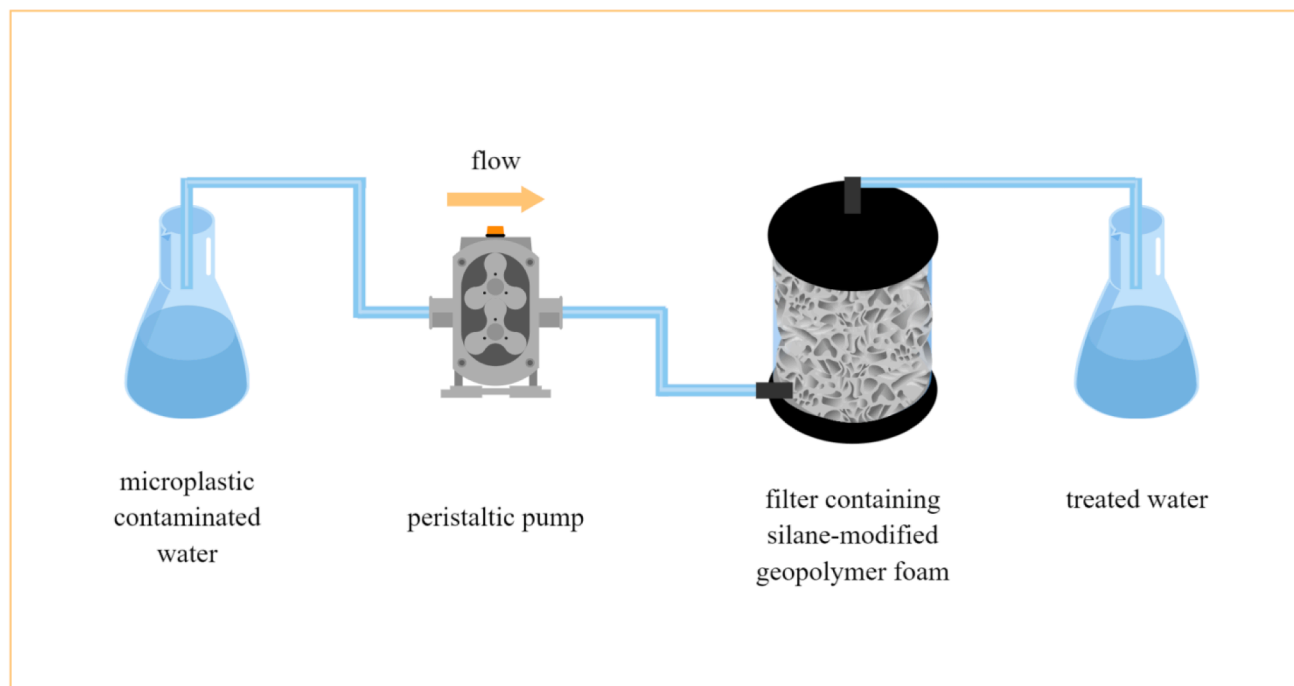 flow
microplastic
contaminated
water
peristaltic pump
filter containing
silane-modified
geopolymer foam
treated water